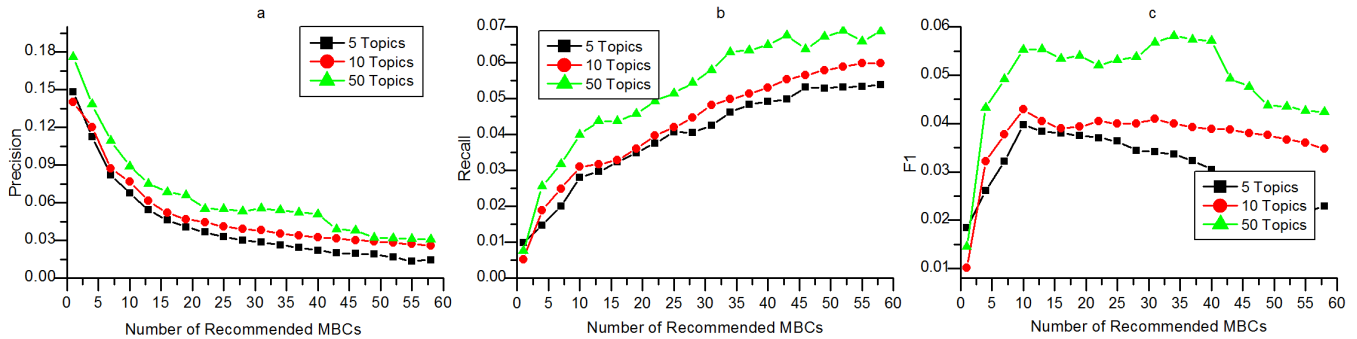 a
0.18
0.15
0.12
0.09
0.06
0.03
0.00
Precision
5 Topics
10 Topics
50 Topics
0 5 10 15 20 25 30 35 40 45 50 55 60
Number of Recommended MBCs
b
0.07
0.06
0.05
0.04
0.03
0.02
0.01
0.00
Recall
5 Topics
10 Topics
50 Topics
0 5 10 15 20 25 30 35 40 45 50 55 60
Number of Recommended MBCs
c
0.06
0.05
0.04
0.03
0.02
0.01
F1
5 Topics
10 Topics
50 Topics
0 5 10 15 20 25 30 35 40 45 50 55 60
Number of Recommended MBCs